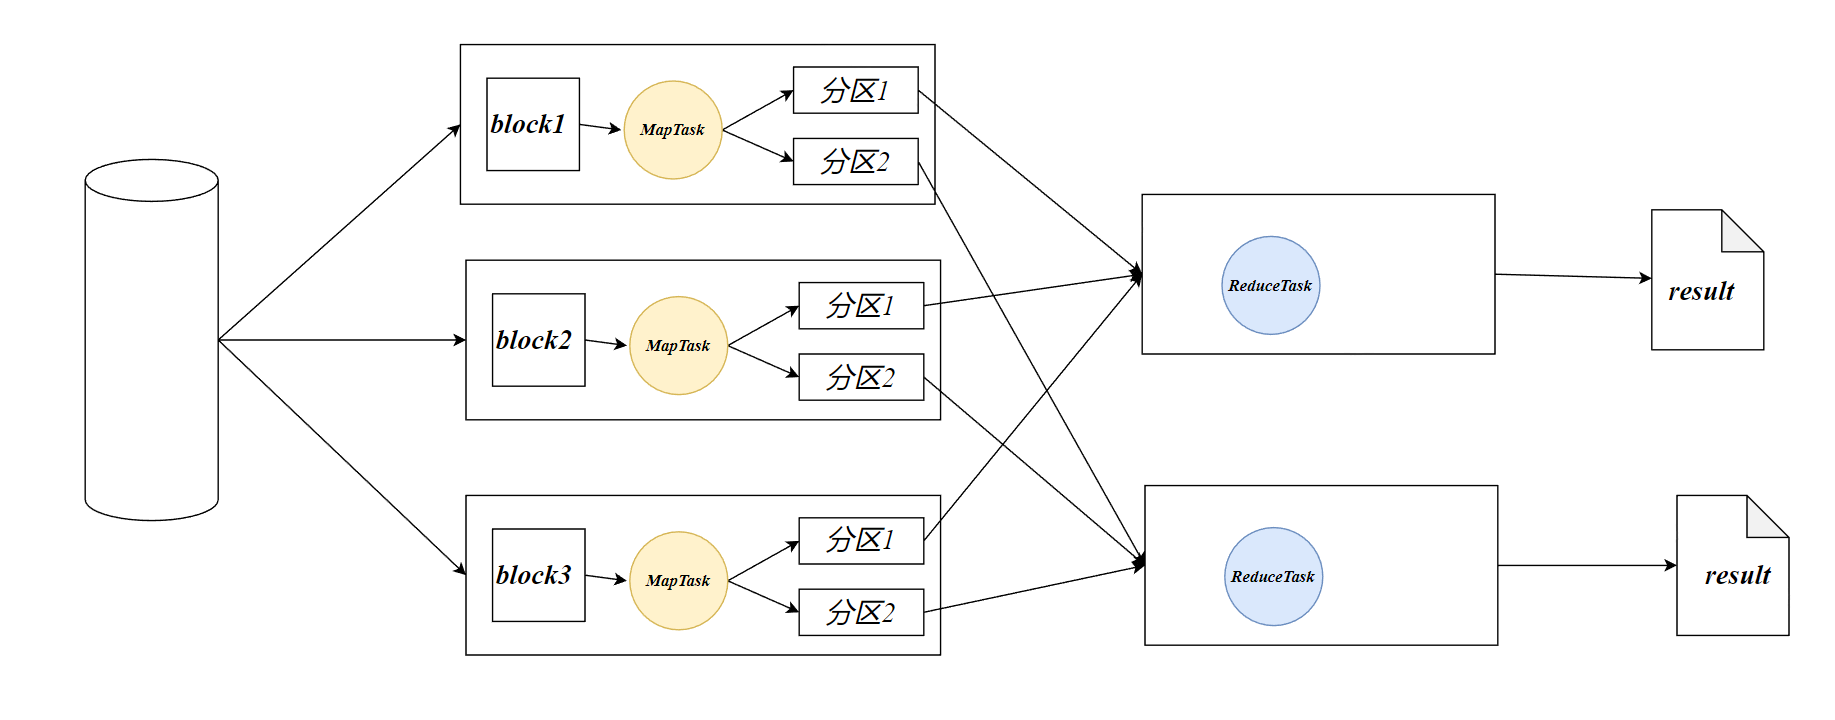 block1
MapTask
分区1
分区2
block2
MapTask
分区1
分区2
block3
MapTask
分区1
分区2
ReduceTask
result
ReduceTask
result